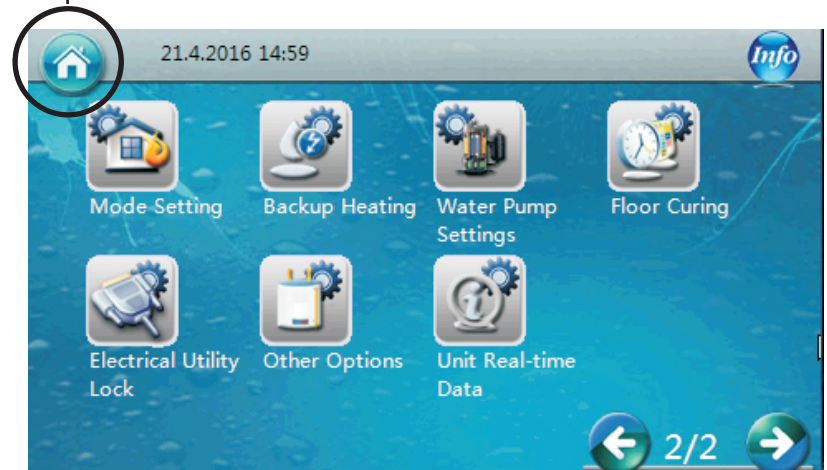 21.4.2016 14:59
Info
Mode Setting
Backup Heating
Water Pump
Settings
Floor Curing
Electrical Utility
Lock
Other Options
Unit Real-time
Data
2/2